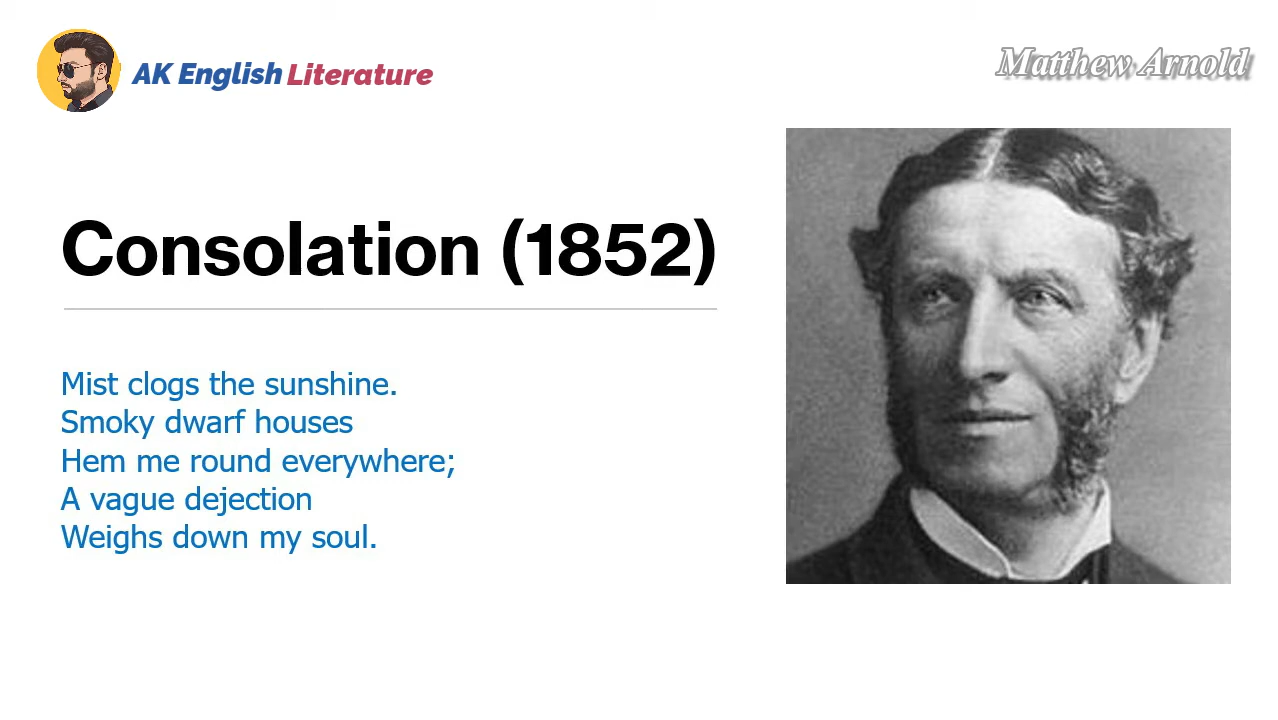 AK English Literature
Matthew Arnold
Consolation (1852)
Mist clogs the sunshine.
Smoky dwarf houses
Hem me round everywhere;
A vague dejection
Weighs down my soul.